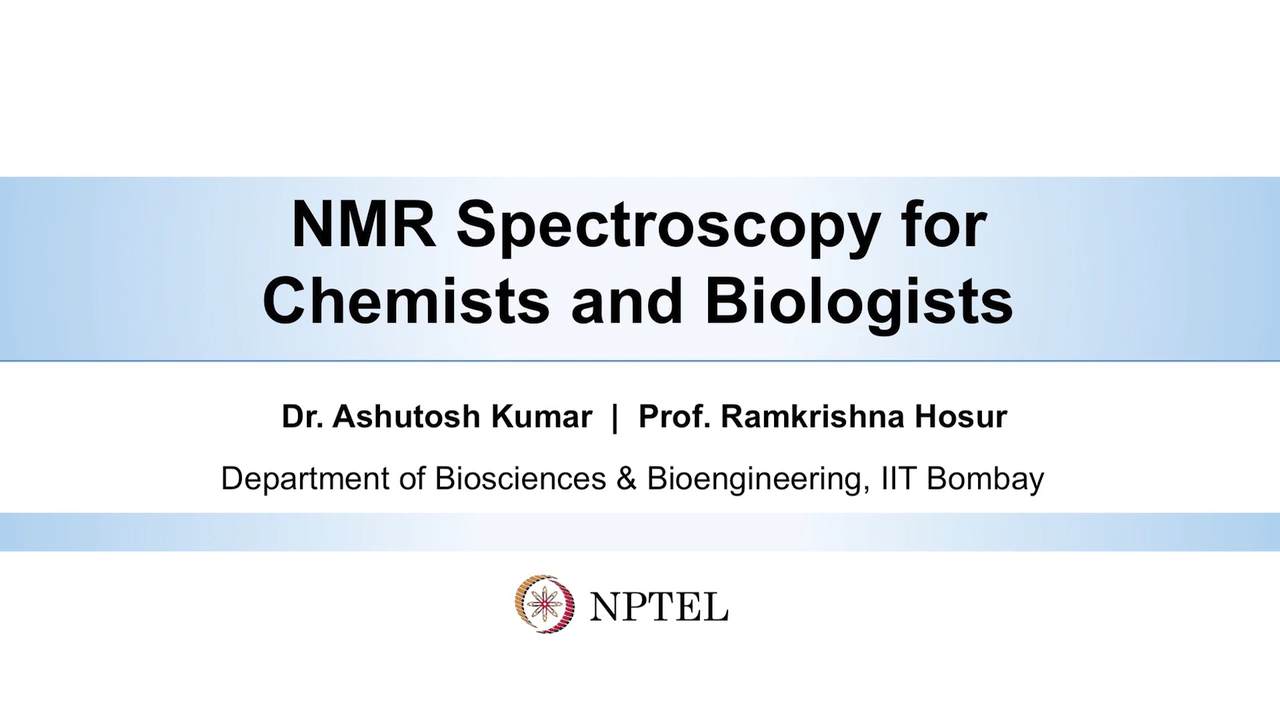 NMR Spectroscopy for
Chemists and Biologists
Dr. Ashutosh Kumar | Prof. Ramkrishna Hosur
Department of Biosciences & Bioengineering, IIT Bombay
NPTEL